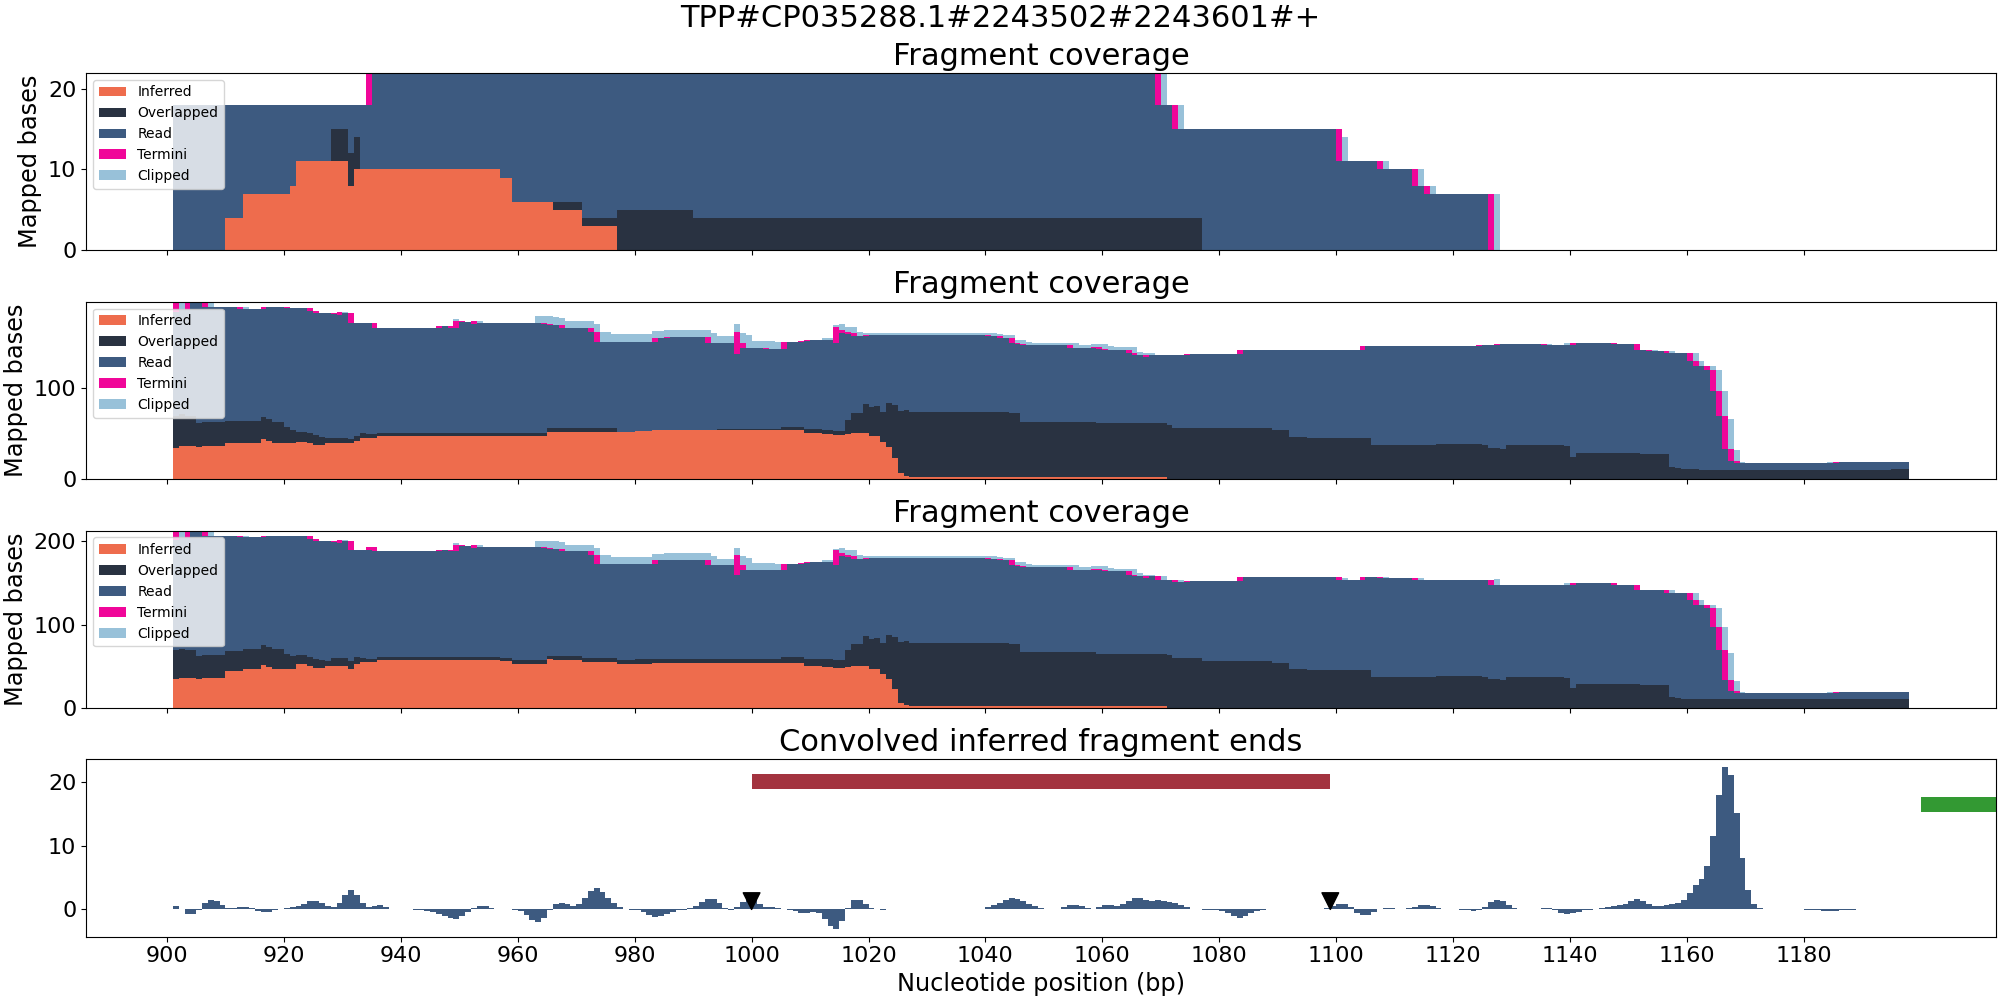 TPP#CP035288.1#2243502#2243601#+
Fragment coverage
Mapped bases
20
10
0
Inferred
Overlapped
Read
Termini
Clipped
Fragment coverage
Mapped bases
100
0
Inferred
Overlapped
Read
Termini
Clipped
Fragment coverage
Mapped bases
200
100
0
Inferred
Overlapped
Read
Termini
Clipped
Convolved inferred fragment ends
20
10
0
900 920 940 960 980 1000 1020 1040 1060 1080 1100 1120 1140 1160 1180
Nucleotide position (bp)